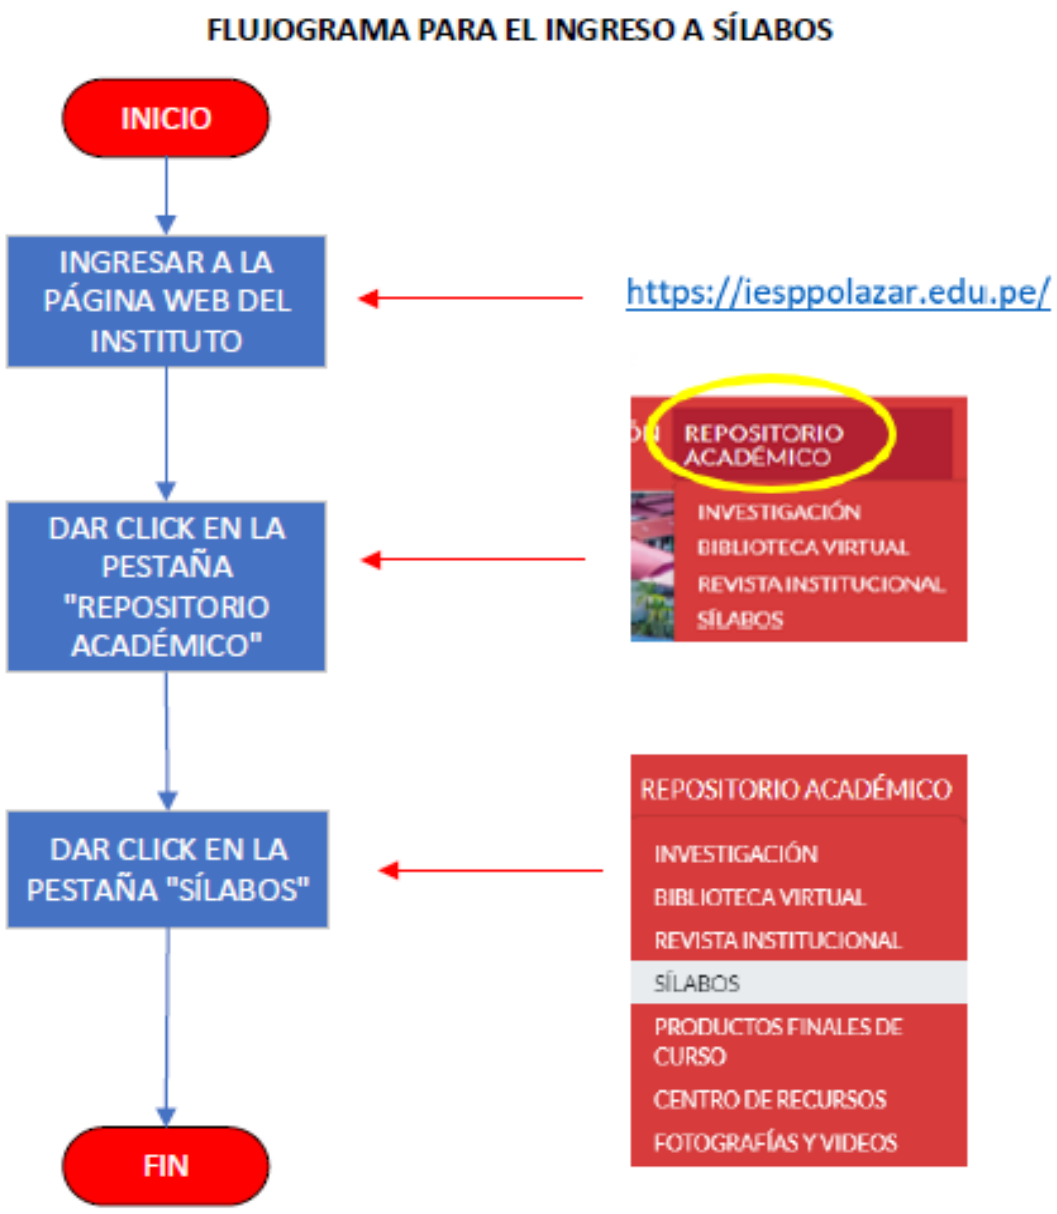 FLUJOGRAMA PARA EL INGRESO A SÍLABOS
INICIO
INGRESAR A LA
PÁGINA WEB DEL
INSTITUTO
https://iesppolazar.edu.pe/
DAR CLICK EN LA
PESTAÑA
"REPOSITORIO
ACADÉMICO"
ÓN
REPOSITORIO
ACADÉMICO
INVESTIGACIÓN
BIBLIOTECA VIRTUAL
REVISTA INSTITUCIONAL
SÍLABOS
DAR CLICK EN LA
PESTAÑA "SÍLABOS"
REPOSITORIO ACADÉMICO
INVESTIGACIÓN
BIBLIOTECA VIRTUAL
REVISTA INSTITUCIONAL
SÍLABOS
PRODUCTOS FINALES DE
CURSO
CENTRO DE RECURSOS
FOTOGRAFÍAS Y VIDEOS
FIN